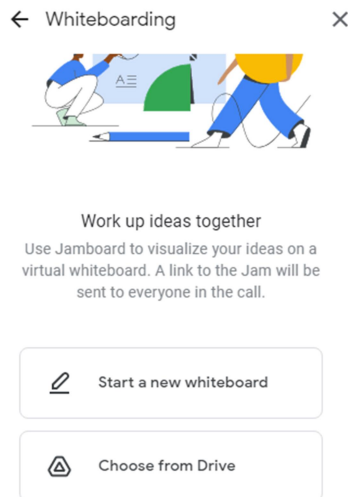 Whiteboarding
A
Work up ideas together
Use Jamboard to visualize your ideas on a
virtual whiteboard. A link to the Jam will be
sent to everyone in the call.
Start a new whiteboard
Choose from Drive